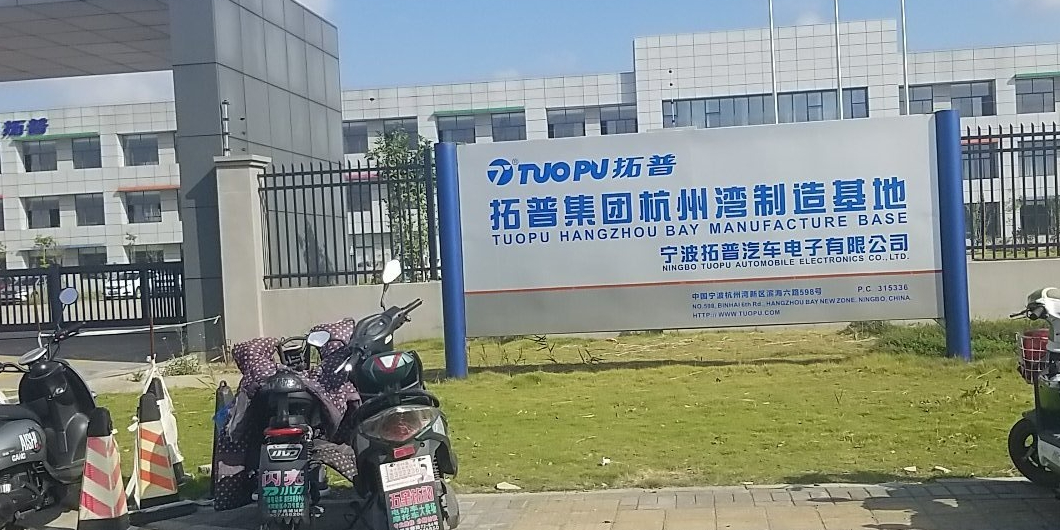 拓普
TUOPU 拓普
拓普集团杭州湾制造基地
TUOPU HANGZHOU BAY MANUFACTURE BASE
宁波拓普汽车电子有限公司
NINGBO TUOPU AUTOMOBILE ELECTRONICS CO., LTD.
中国宁波杭州湾新区滨海六路598号 P.C 315336
NO.598, BINHAI 6th Rd., HANGZHOU BAY NEW ZONE, NINGBO, CHINA.
HTTP:// WWW.TUOPU.COM
闪亮